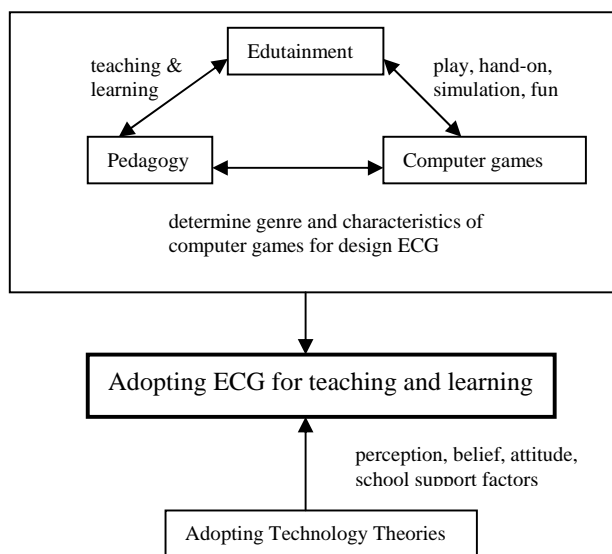 Edutainment
teaching &
learning
play, hand-on,
simulation, fun
Pedagogy
Computer games
determine genre and characteristics of
computer games for design ECG
Adopting ECG for teaching and learning
perception, belief, attitude,
school support factors
Adopting Technology Theories